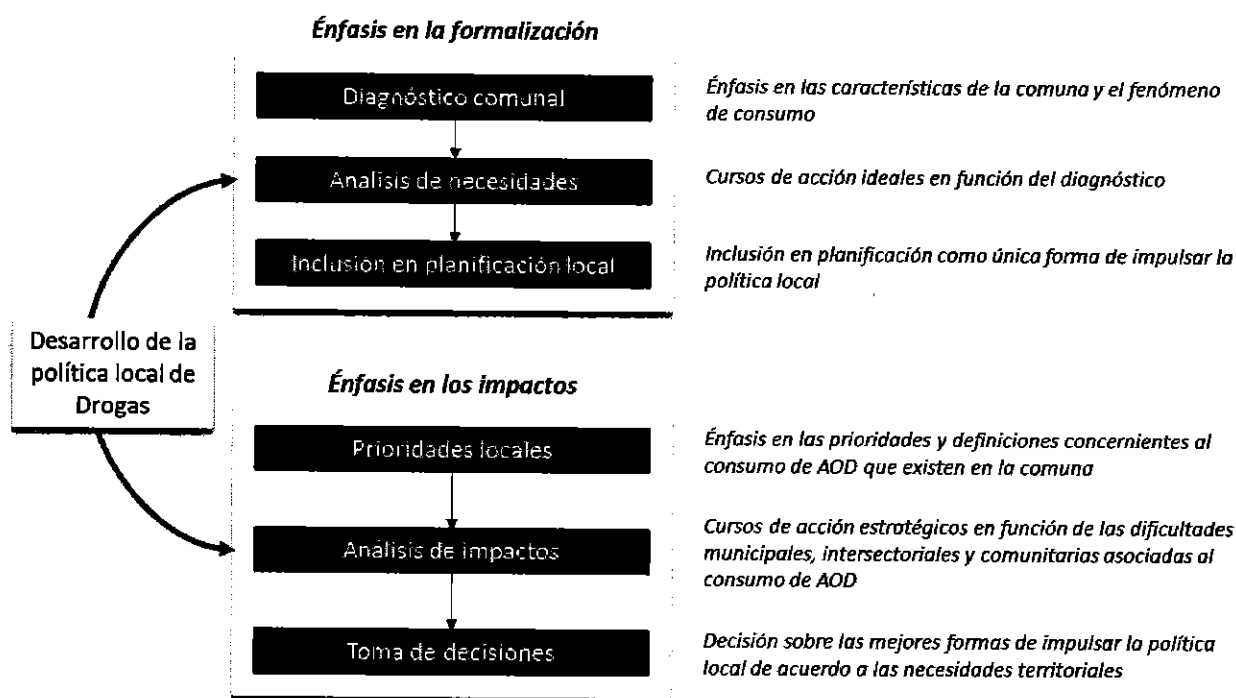 Énfasis en la formalización
Diagnóstico comunal
Énfasis en las características de la comuna y el fenómeno
de consumo
Analisis de necesidades
Cursos de acción ideales en función del diagnóstico
Inclusión en planificación local
Inclusión en planificación como única forma de impulsar la
política local
Desarrollo de la
política local de
Drogas
Énfasis en los impactos
Prioridades locales
Énfasis en las prioridades y definiciones concernientes al
consumo de AOD que existen en la comuna
Análisis de impactos
Cursos de acción estratégicos en función de las dificultades
municipales, intersectoriales y comunitarias asociadas al
consumo de AOD
Toma de decisiones
Decisión sobre las mejores formas de impulsar la política
local de acuerdo a las necesidades territoriales